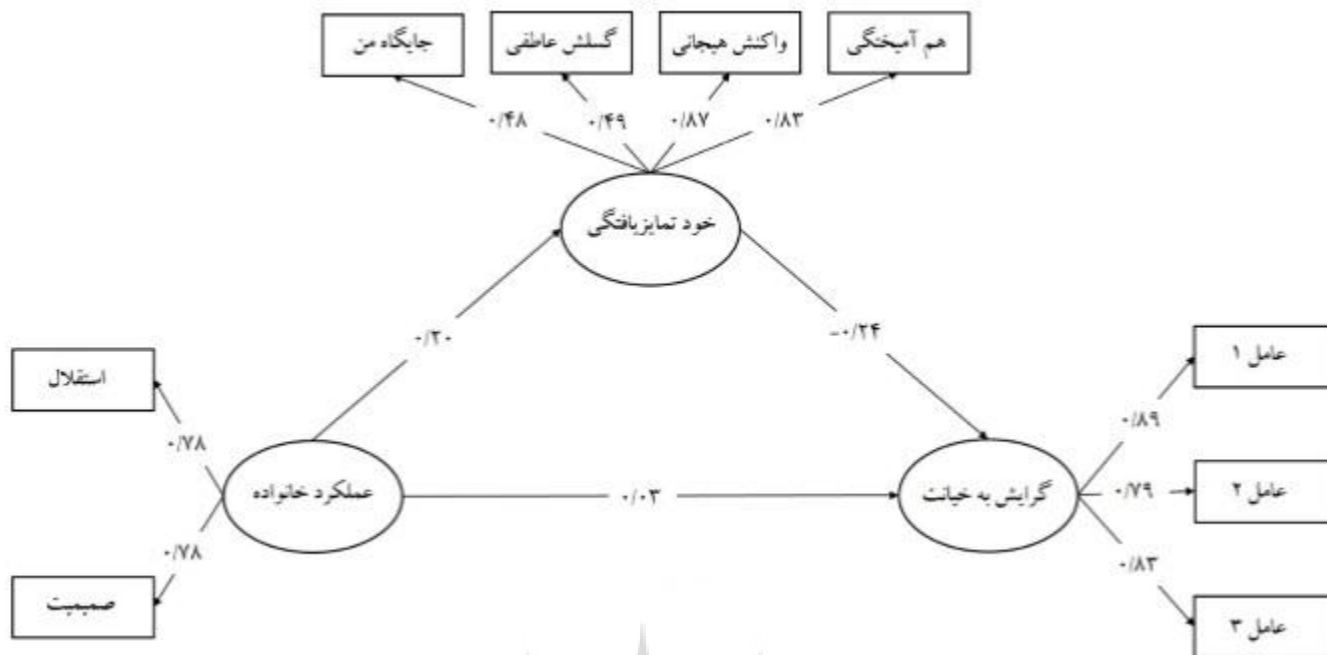 هم آمیختگی
واکنش هیجانی
گسلش عاطفی
جایگاه من
۰/۸۳
۰/۸۷
۰/۴۹
۰/۴۸
خود تمایزیافتگی
۰/۲۰
-۰/۲۴
عامل ۱
استقلال
۰/۸۹
۰/۷۸
عامل ۲
۰/۷۹
گرایش به خیانت
۰/۰۳
عملکرد خانواده
۰/۸۳
۰/۷۸
عامل ۳
صمیمیت